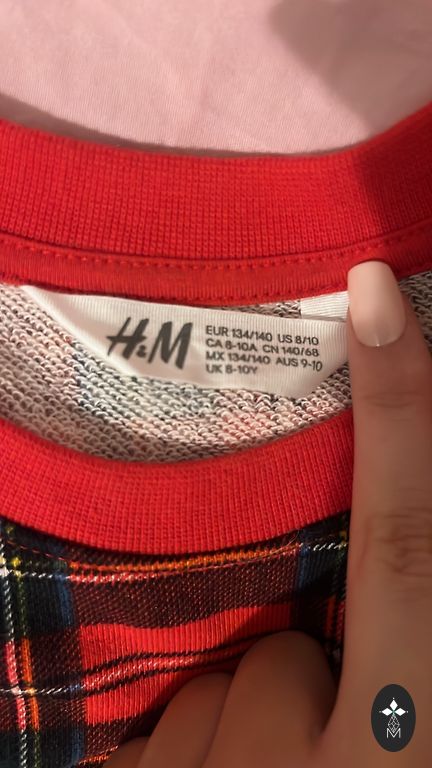 H&M
EUR 134/140 US 8/10
CA 8-10A CN 140/68
MX 134/140 AUS 9-10
UK 8-10Y